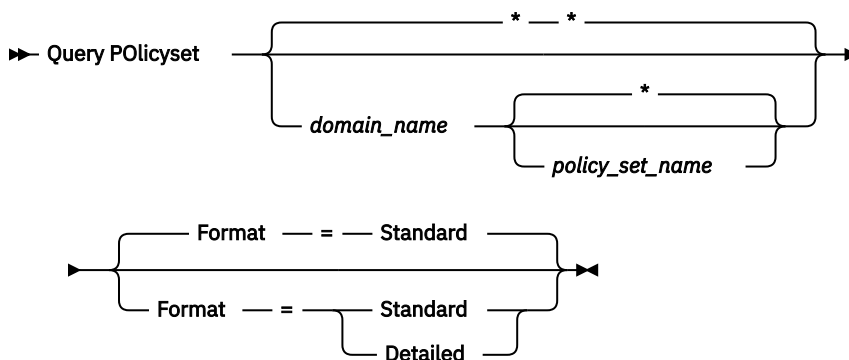 * *
Query POlicyset
*
domain_name
policy_set_name
Format = Standard
Format = Standard
Detailed